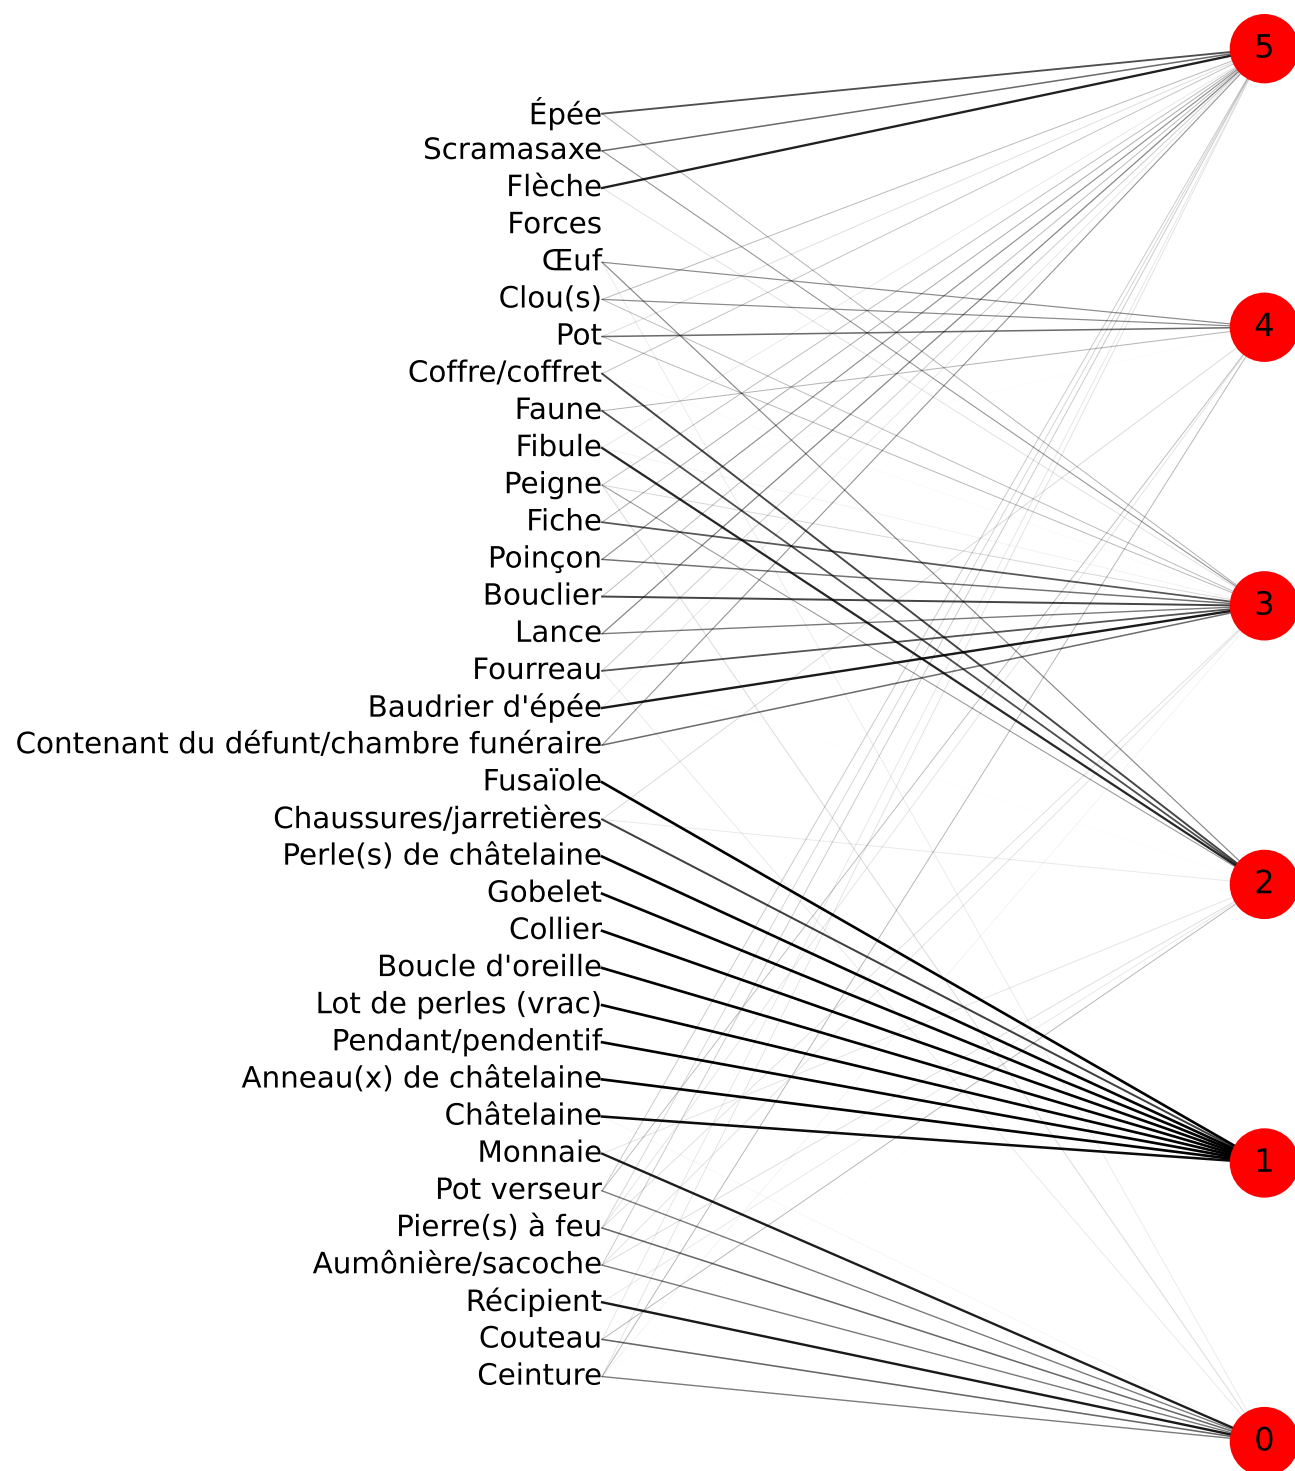 Épée
Scramasaxe
Flèche
Forces
Œuf
Clou(s)
Pot
Coffre/coffret
Faune
Fibule
Peigne
Fiche
Poinçon
Bouclier
Lance
Fourreau
Baudrier d'épée
Contenant du défunt/chambre funéraire
Fusaïole
Chaussures/jarretières
Perle(s) de châtelaine
Gobelet
Collier
Boucle d'oreille
Lot de perles (vrac)
Pendant/pendentif
Anneau(x) de châtelaine
Châtelaine
Monnaie
Pot verseur
Pierre(s) à feu
Aumônière/sacoche
Récipient
Couteau
Ceinture
5
4
3
2
1
0